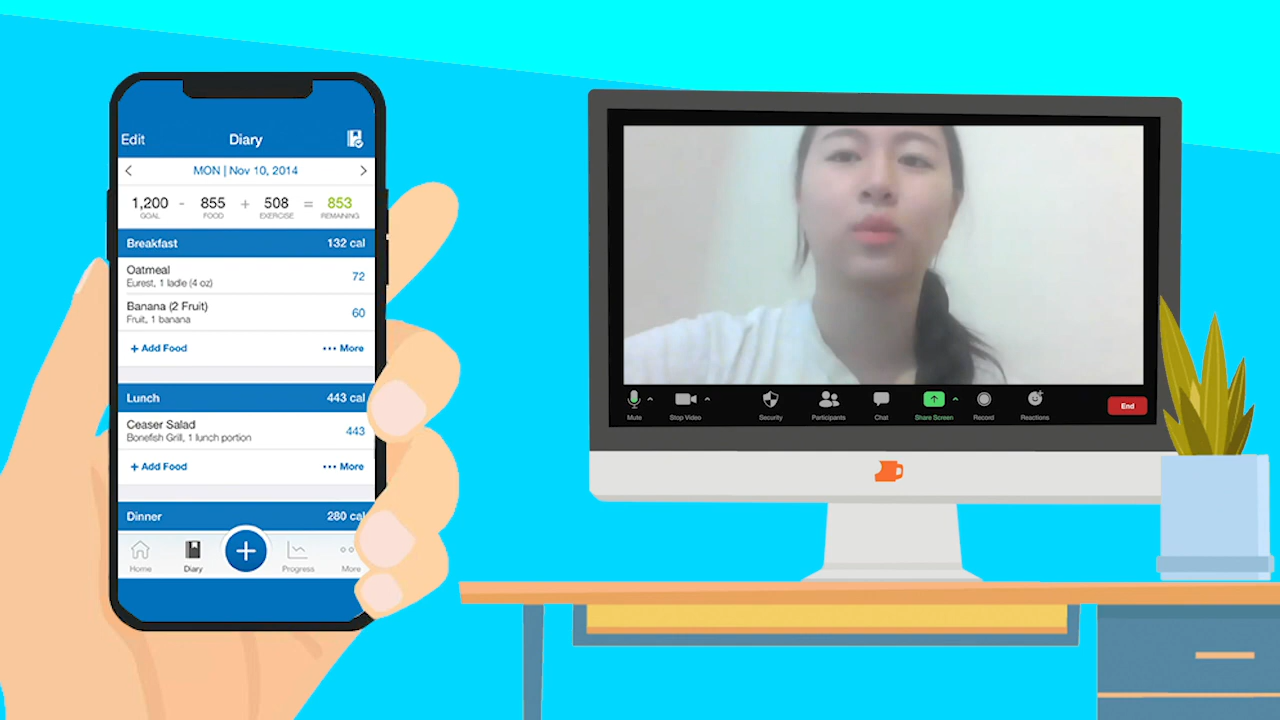 Edit Diary
MON | Nov 10, 2014
1,200 - 855 + 508 = 853
GOAL FOOD EXERCISE REMAINING
Breakfast 132 cal
Oatmeal 72
Eurest, 1 ladle (4 oz)
Banana (2 Fruit) 60
Fruit, 1 banana
+ Add Food ••• More
Lunch 443 cal
Ceaser Salad 443
Bonefish Grill, 1 lunch portion
+ Add Food ••• More
Dinner 280 cal
Home Diary Progress More
Mute Stop Video Security Participants Chat Share Screen Record Reactions End